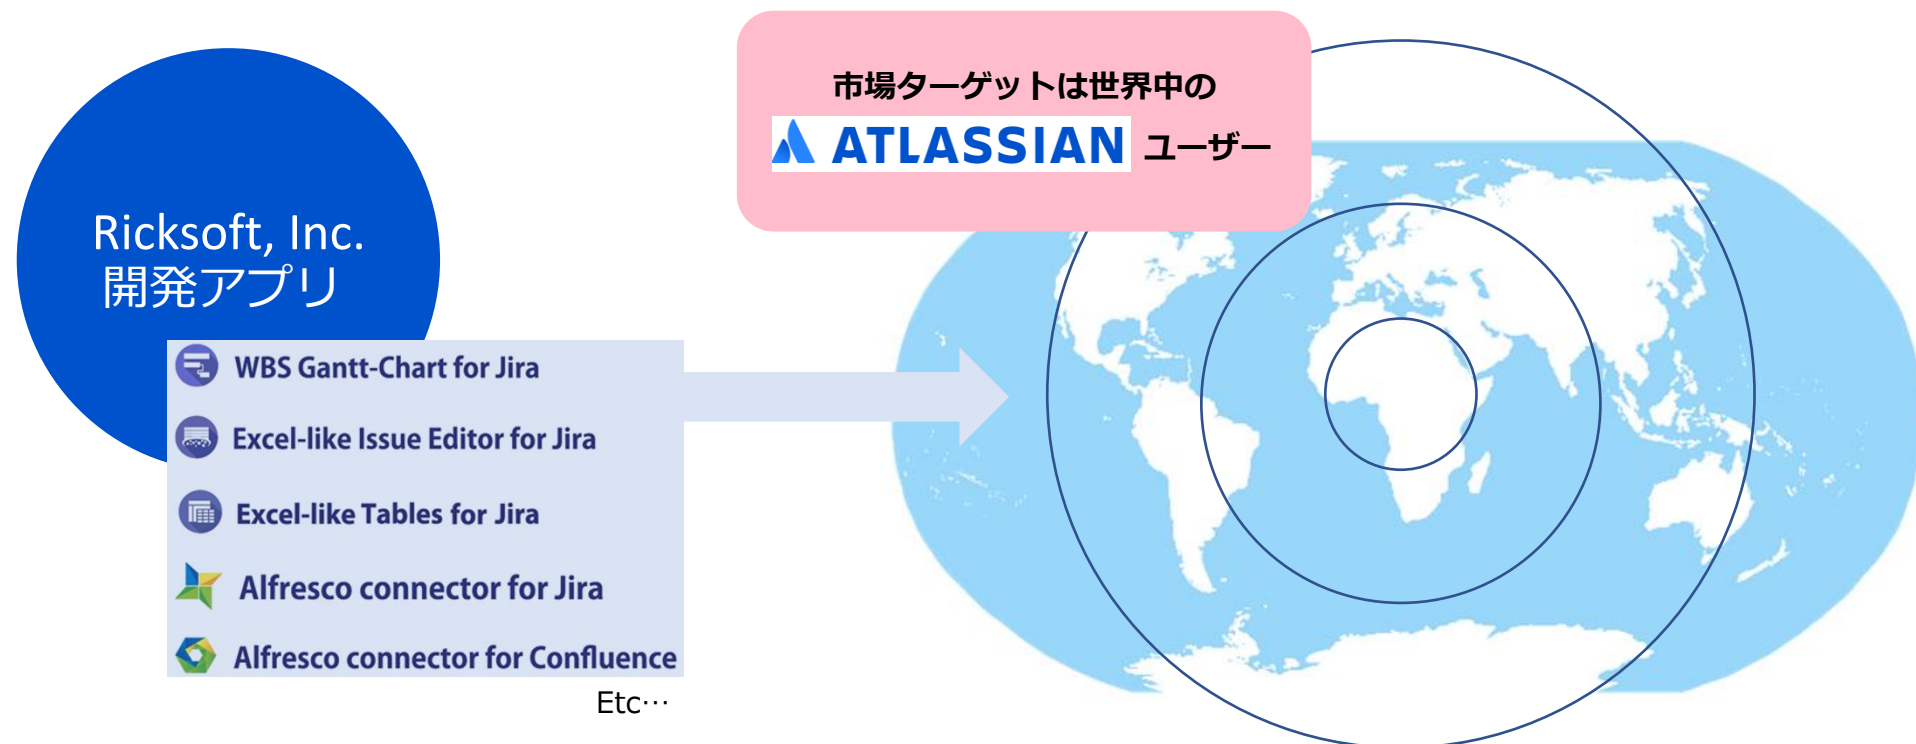 市場ターゲットは世界中の
ATLASSIAN ユーザー
Ricksoft, Inc.
開発アプリ
WBS Gantt-Chart for Jira
Excel-like Issue Editor for Jira
Excel-like Tables for Jira
Alfresco connector for Jira
Alfresco connector for Confluence
Etc…